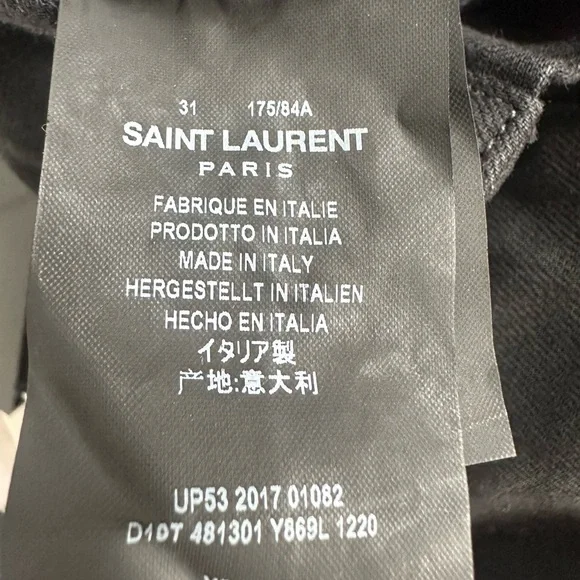 31 175/84A
SAINT LAURENT
PARIS
FABRIQUE EN ITALIE
PRODOTTO IN ITALIA
MADE IN ITALY
HERGESTELLT IN ITALIEN
HECHO EN ITALIA
イタリア製
产地:意大利
UP53 2017 01082
D19T 481301 Y869L 1220